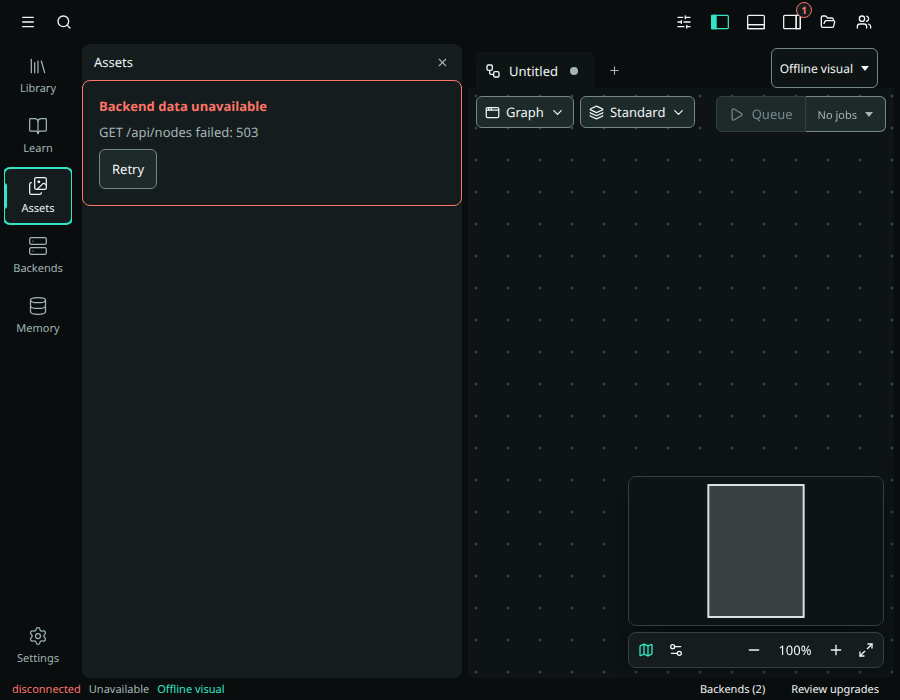 1
Library
Learn
Assets
Backends
Memory
Settings
Assets
Backend data unavailable
GET /api/nodes failed: 503
Retry
Untitled
Offline visual
Graph
Standard
Queue
No jobs
100%
disconnected Unavailable Offline visual
Backends (2) Review upgrades